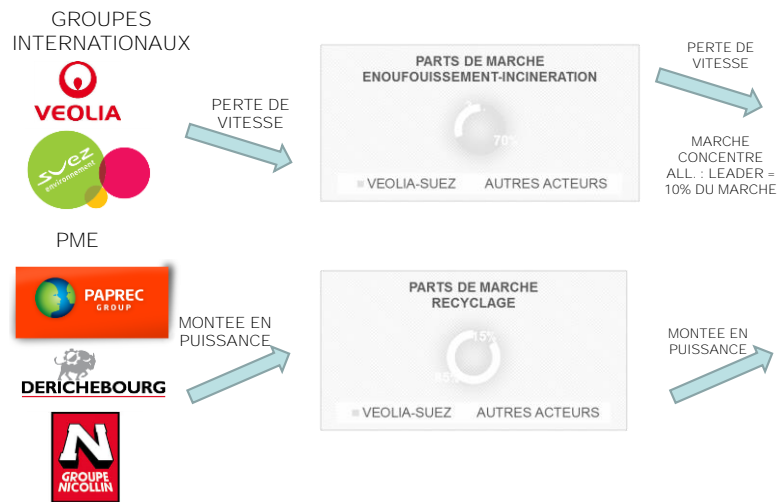 GROUPES
INTERNATIONAUX
VEOLIA
suez
environnement
PERTE DE
VITESSE
PARTS DE MARCHE
ENOUFOUISSEMENT-INCINERATION
70%
VEOLIA-SUEZ AUTRES ACTEURS
PERTE DE
VITESSE
MARCHE
CONCENTRE
ALL. : LEADER =
10% DU MARCHE
PME
PAPREC
GROUP
DERICHEBOURG
N
GROUPE
NICOLLIN
MONTEE EN
PUISSANCE
PARTS DE MARCHE
RECYCLAGE
15%
85%
VEOLIA-SUEZ AUTRES ACTEURS
MONTEE EN
PUISSANCE